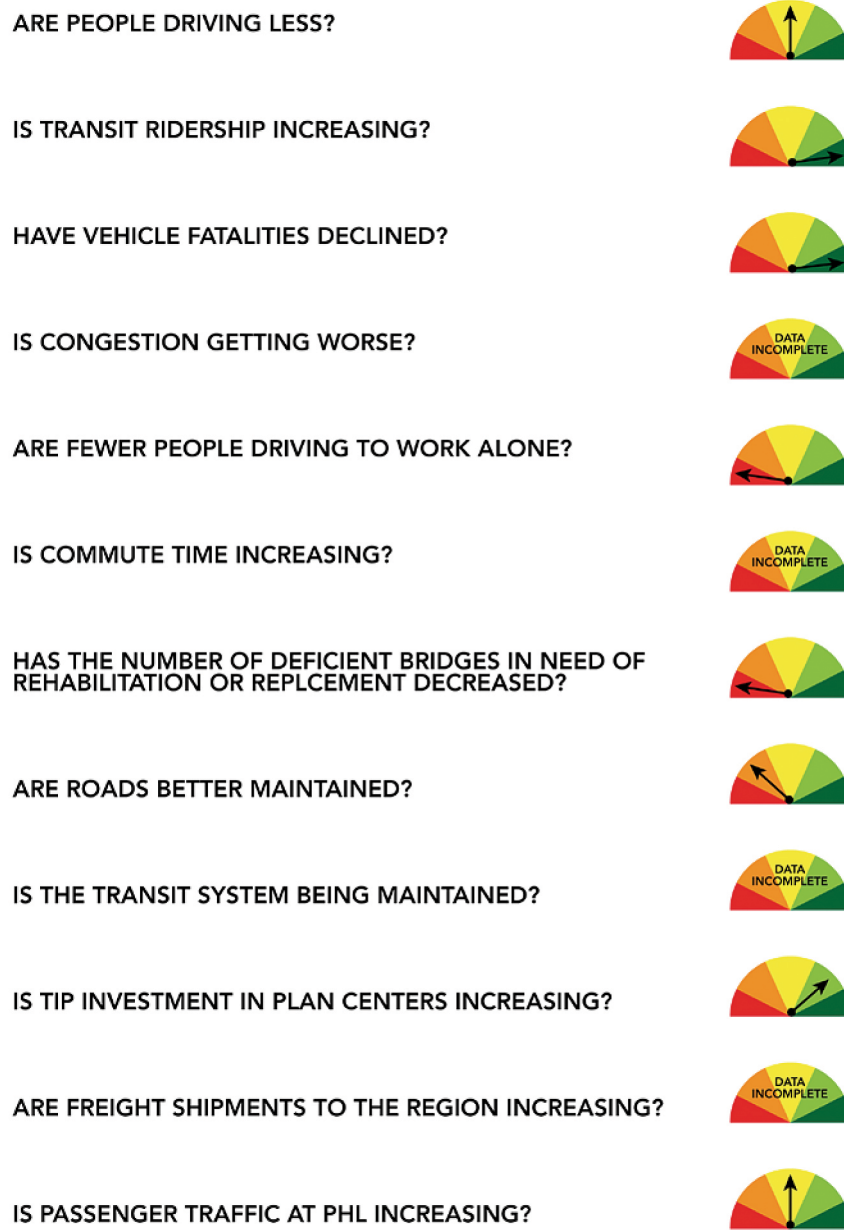 ARE PEOPLE DRIVING LESS?
IS TRANSIT RIDERSHIP INCREASING?
HAVE VEHICLE FATALITIES DECLINED?
IS CONGESTION GETTING WORSE?
DATA
INCOMPLETE
ARE FEWER PEOPLE DRIVING TO WORK ALONE?
IS COMMUTE TIME INCREASING?
DATA
INCOMPLETE
HAS THE NUMBER OF DEFICIENT BRIDGES IN NEED OF
REHABILITATION OR REPLCEMENT DECREASED?
ARE ROADS BETTER MAINTAINED?
IS THE TRANSIT SYSTEM BEING MAINTAINED?
DATA
INCOMPLETE
IS TIP INVESTMENT IN PLAN CENTERS INCREASING?
ARE FREIGHT SHIPMENTS TO THE REGION INCREASING?
DATA
INCOMPLETE
IS PASSENGER TRAFFIC AT PHL INCREASING?